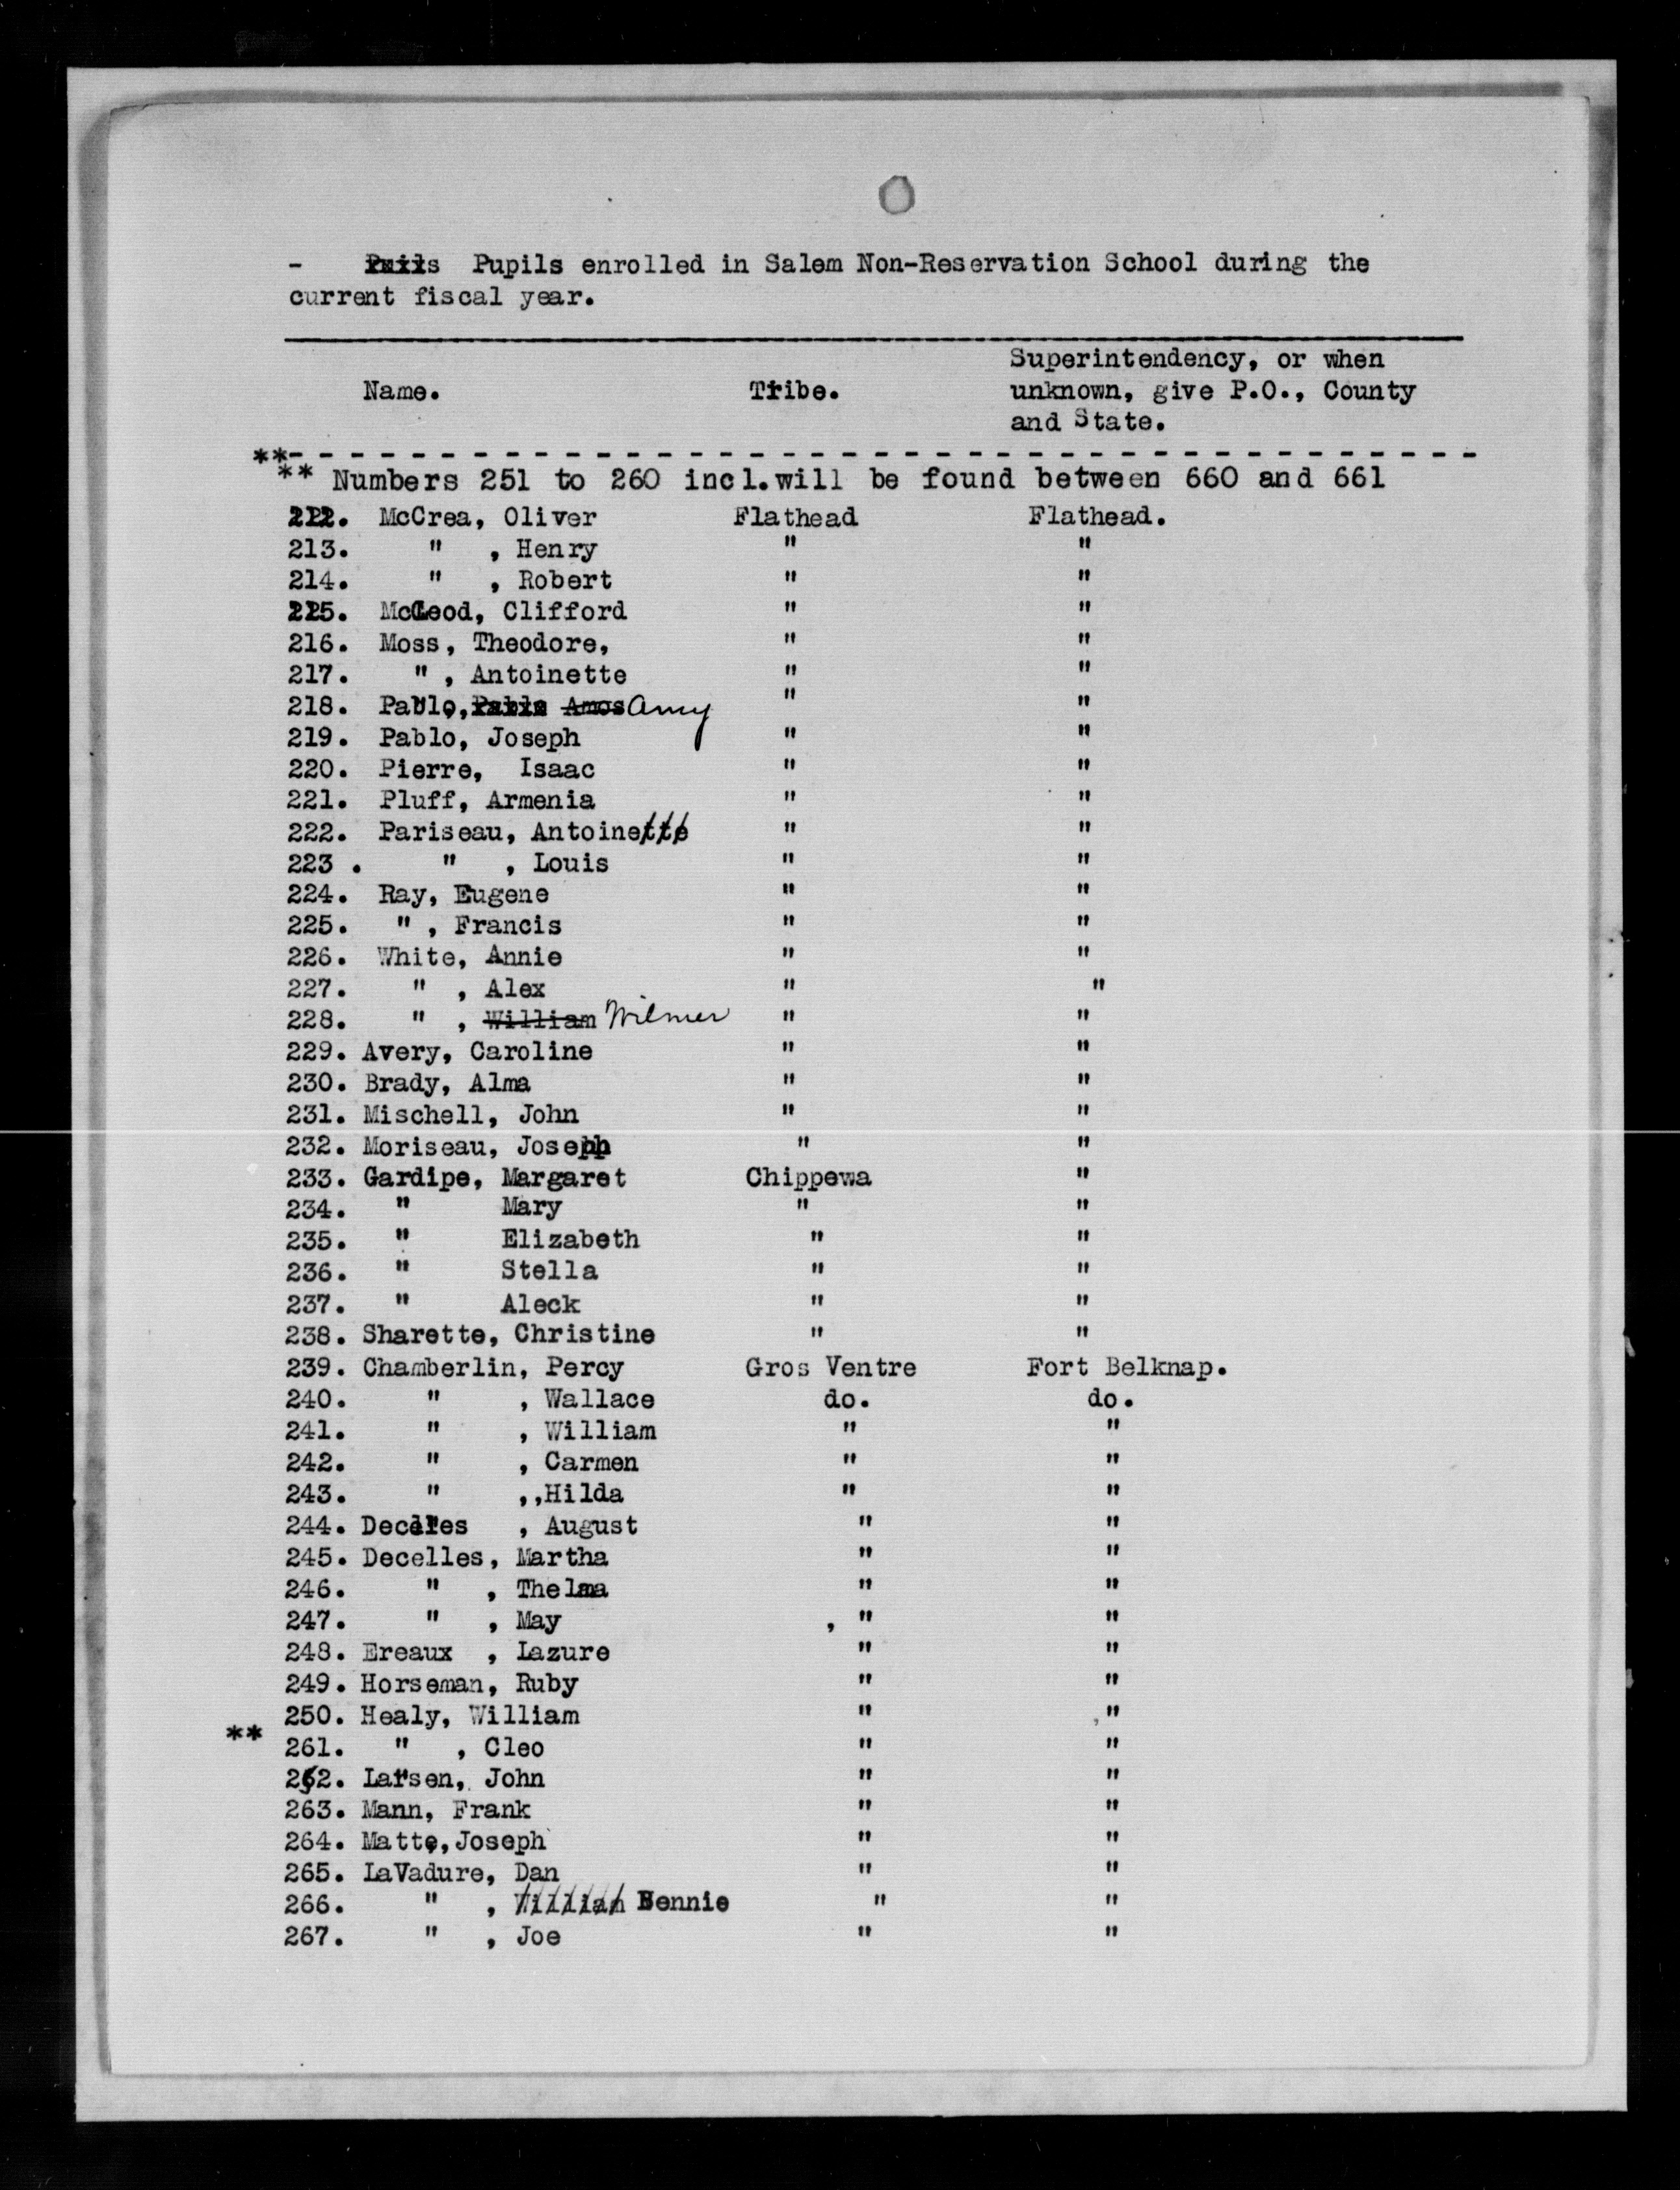 - Puils Pupils enrolled in Salem Non-Reservation School during the
current fiscal year.
Name. Tribe. Superintendency, or when
unknown, give P.O., County
and State.
**- - - - - - - - - - - - - - - - - - - - - - - - - - - - - - - - - - - - - -
** Numbers 251 to 260 incl.will be found between 660 and 661
212. McCrea, Oliver Flathead Flathead.
213. " , Henry " "
214. " , Robert " "
215. McLeod, Clifford " "
216. Moss, Theodore, " "
217. " , Antoinette " "
218. Pablo, Amos Amy " "
219. Pablo, Joseph " "
220. Pierre, Isaac " "
221. Pluff, Armenia " "
222. Pariseau, Antoinette " "
223 . " , Louis " "
224. Ray, Eugene " "
225. " , Francis " "
226. White, Annie " "
227. " , Alex " "
228. " , William Wilmer " "
229. Avery, Caroline " "
230. Brady, Alma " "
231. Mischell, John " "
232. Moriseau, Joseph " "
233. Gardipe, Margaret Chippewa "
234. " Mary " "
235. " Elizabeth " "
236. " Stella " "
237. " Aleck " "
238. Sharette, Christine " "
239. Chamberlin, Percy Gros Ventre Fort Belknap.
240. " , Wallace do. do.
241. " , William " "
242. " , Carmen " "
243. " ,,Hilda " "
244. Decelles , August " "
245. Decelles, Martha " "
246. " , Thelma " "
247. " , May , " "
248. Ereaux , Lazure " "
249. Horseman, Ruby " "
250. Healy, William " ,"
** 261. " , Cleo " "
262. Larsen, John " "
263. Mann, Frank " "
264. Matte,Joseph " "
265. LaVadure, Dan " "
266. " , William Bennie " "
267. " , Joe " "